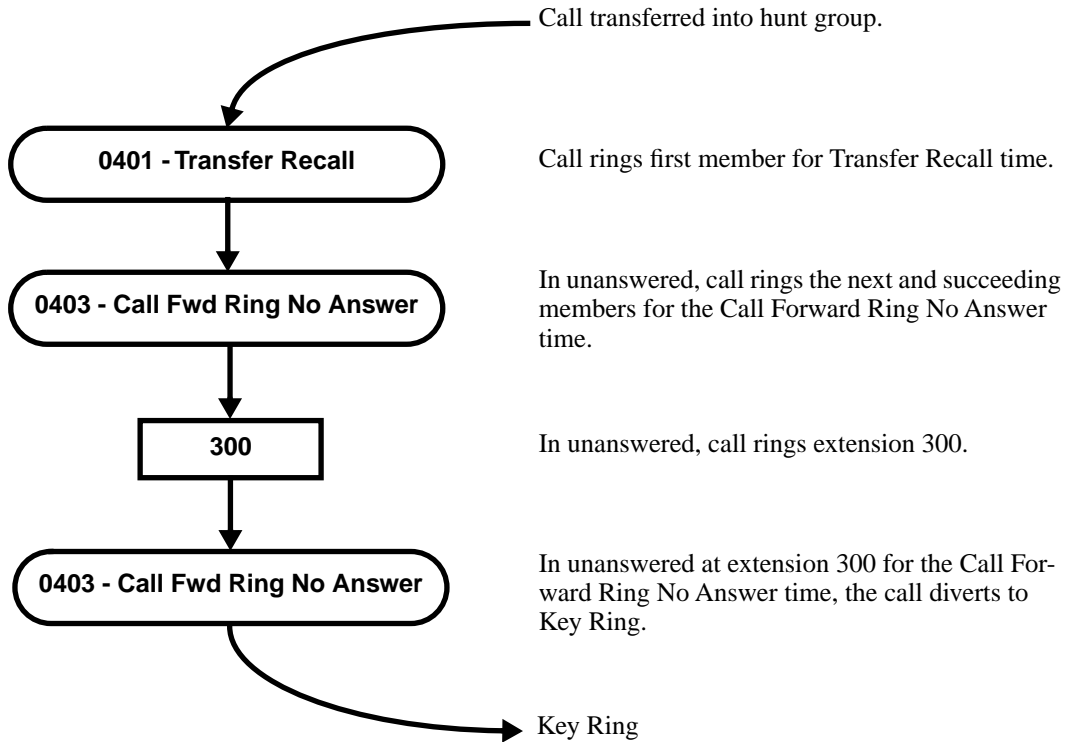 Call transferred into hunt group.
0401 - Transfer Recall
Call rings first member for Transfer Recall time.
0403 - Call Fwd Ring No Answer
In unanswered, call rings the next and succeeding
members for the Call Forward Ring No Answer
time.
300
In unanswered, call rings extension 300.
0403 - Call Fwd Ring No Answer
In unanswered at extension 300 for the Call For-
ward Ring No Answer time, the call diverts to
Key Ring.
Key Ring